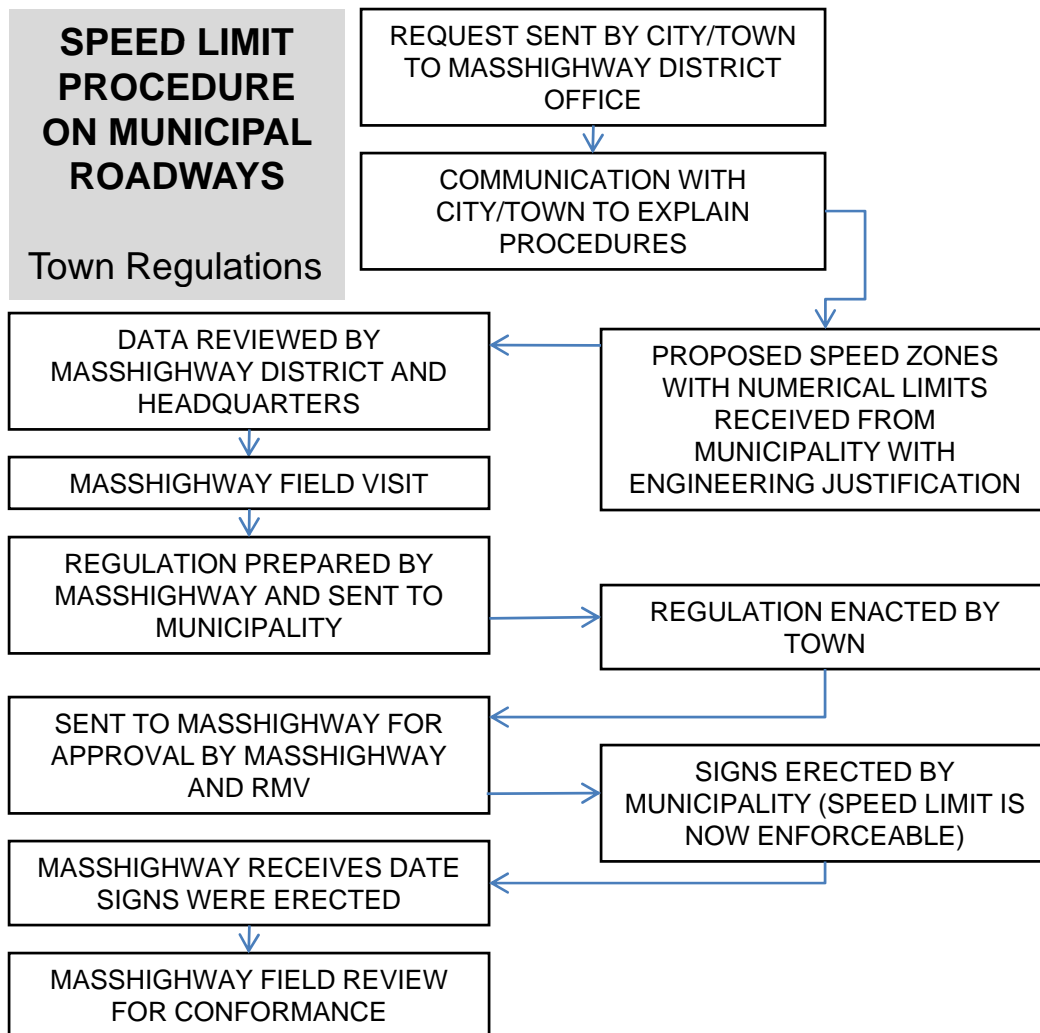 SPEED LIMIT
PROCEDURE
ON MUNICIPAL
ROADWAYS
Town Regulations
REQUEST SENT BY CITY/TOWN
TO MASSHIGHWAY DISTRICT
OFFICE
COMMUNICATION WITH
CITY/TOWN TO EXPLAIN
PROCEDURES
PROPOSED SPEED ZONES
WITH NUMERICAL LIMITS
RECEIVED FROM
MUNICIPALITY WITH
ENGINEERING JUSTIFICATION
DATA REVIEWED BY
MASSHIGHWAY DISTRICT AND
HEADQUARTERS
MASSHIGHWAY FIELD VISIT
REGULATION PREPARED BY
MASSHIGHWAY AND SENT TO
MUNICIPALITY
REGULATION ENACTED BY
TOWN
SENT TO MASSHIGHWAY FOR
APPROVAL BY MASSHIGHWAY
AND RMV
SIGNS ERECTED BY
MUNICIPALITY (SPEED LIMIT IS
NOW ENFORCEABLE)
MASSHIGHWAY RECEIVES DATE
SIGNS WERE ERECTED
MASSHIGHWAY FIELD REVIEW
FOR CONFORMANCE